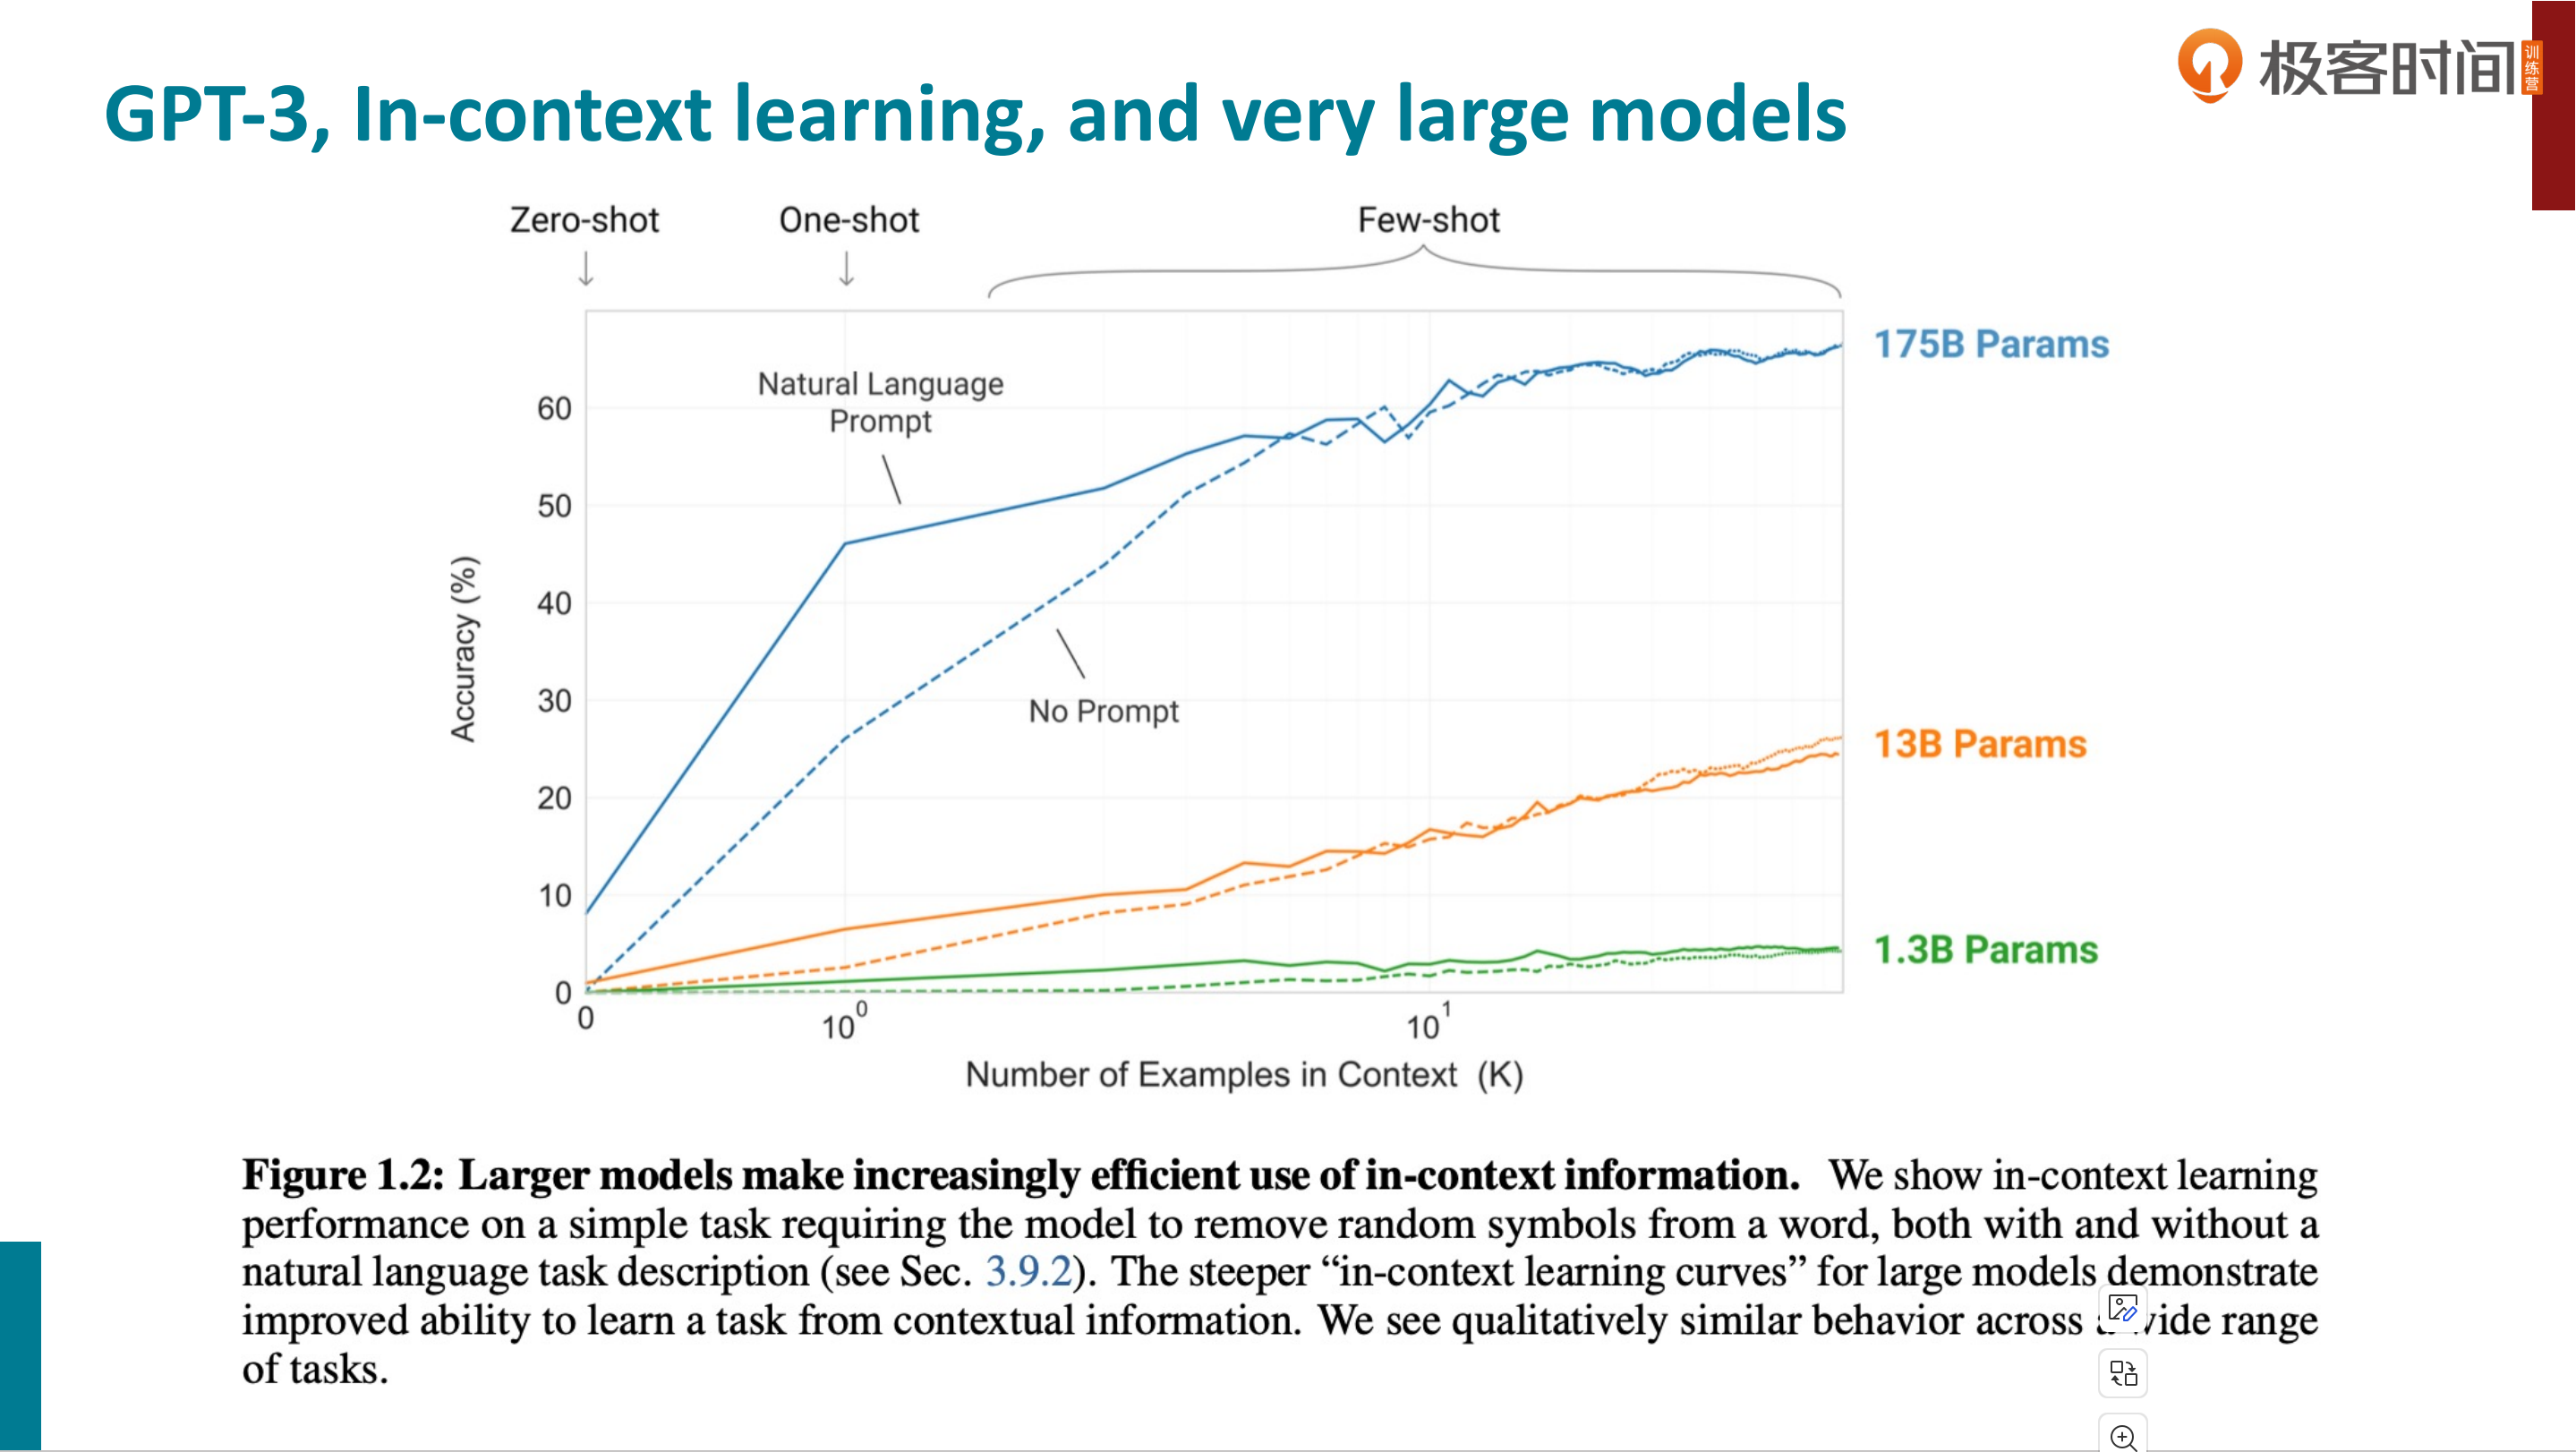 极客时间
训练营
GPT-3, In-context learning, and very large models
Zero-shot
One-shot
Few-shot
175B Params
Natural Language
Prompt
60
50
40
30
20
10
0
Accuracy (%)
No Prompt
13B Params
1.3B Params
0
10^0
10^1
Number of Examples in Context (K)
Figure 1.2: Larger models make increasingly efficient use of in-context information. We show in-context learning
performance on a simple task requiring the model to remove random symbols from a word, both with and without a
natural language task description (see Sec. 3.9.2). The steeper “in-context learning curves” for large models demonstrate
improved ability to learn a task from contextual information. We see qualitatively similar behavior across wide range
of tasks.